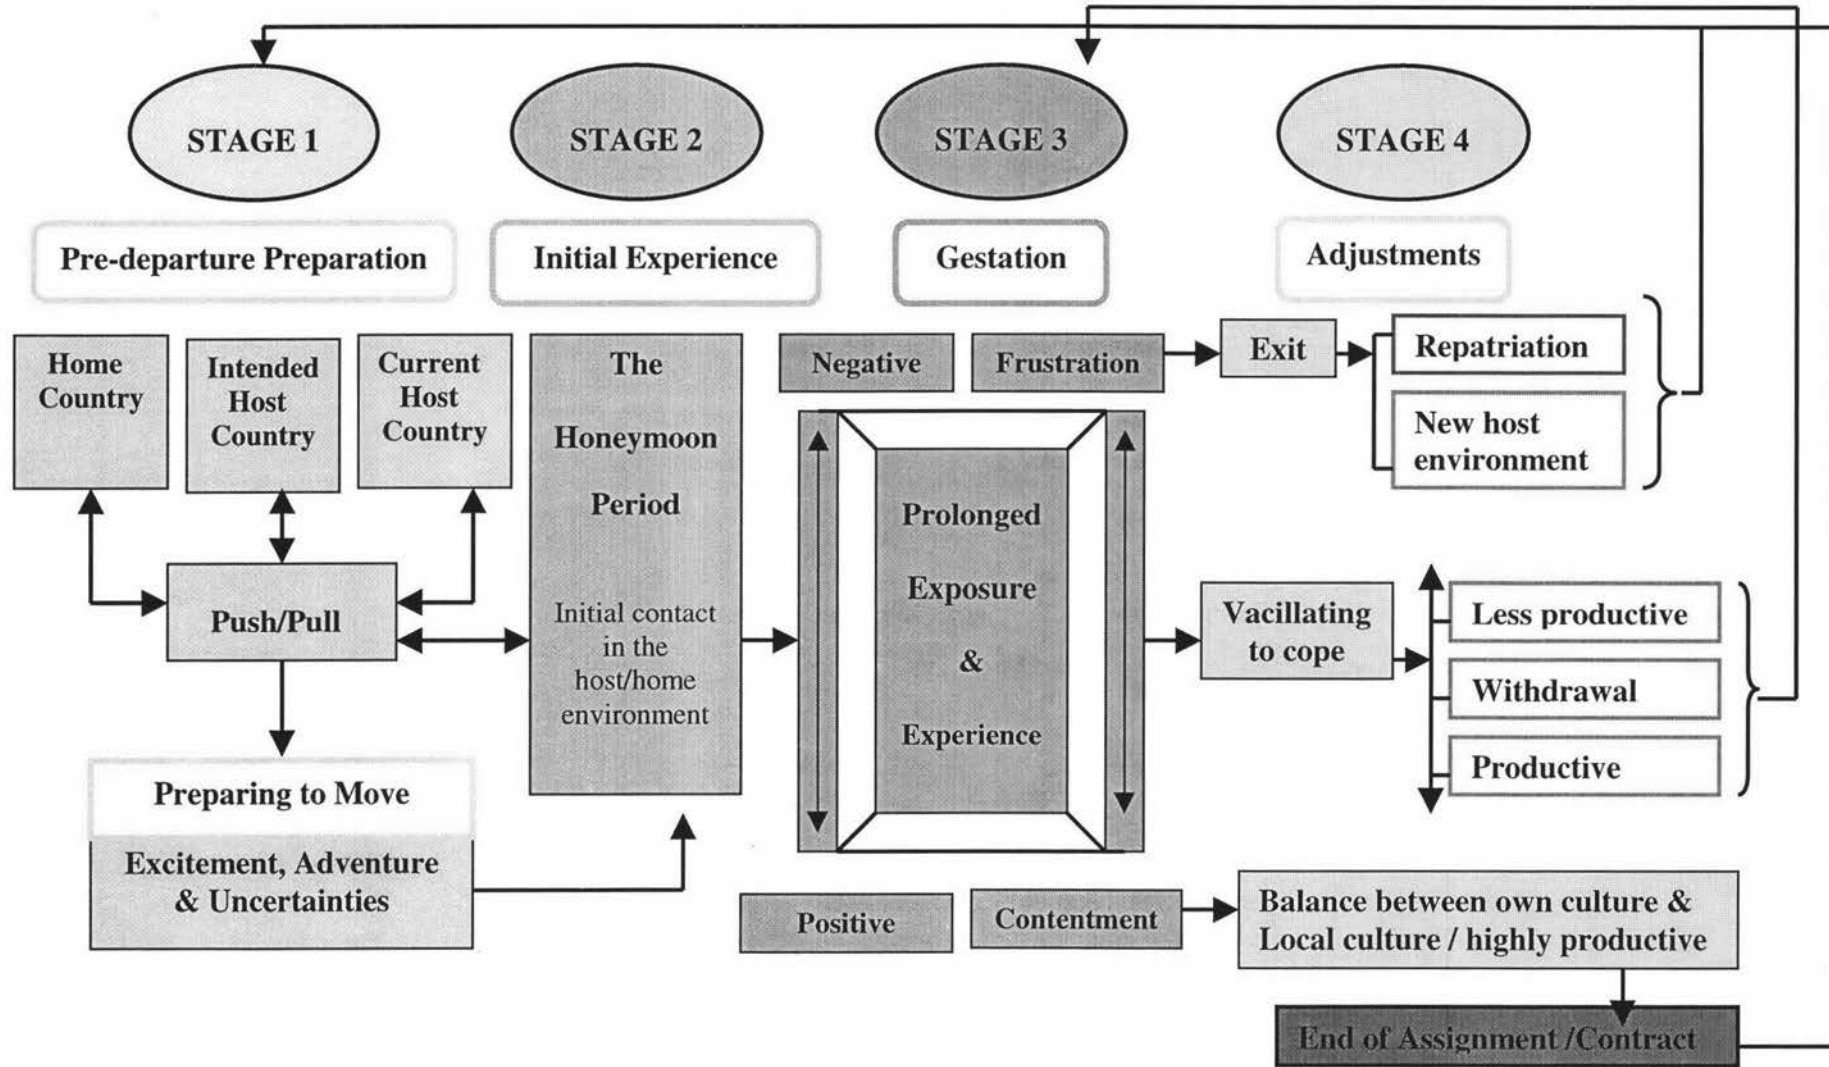 STAGE 1
STAGE 2
STAGE 3
STAGE 4
Pre-departure Preparation
Initial Experience
Gestation
Adjustments
Home
Country
Intended
Host
Country
Current
Host
Country
Push/Pull
Preparing to Move
Excitement, Adventure
& Uncertainties
The
Honeymoon
Period
Initial contact
in the
host/home
environment
Negative
Frustration
Prolonged
Exposure
&
Experience
Positive
Contentment
Exit
Repatriation
New host
environment
Vacillating
to cope
Less productive
Withdrawal
Productive
Balance between own culture &
Local culture / highly productive
End of Assignment /Contract